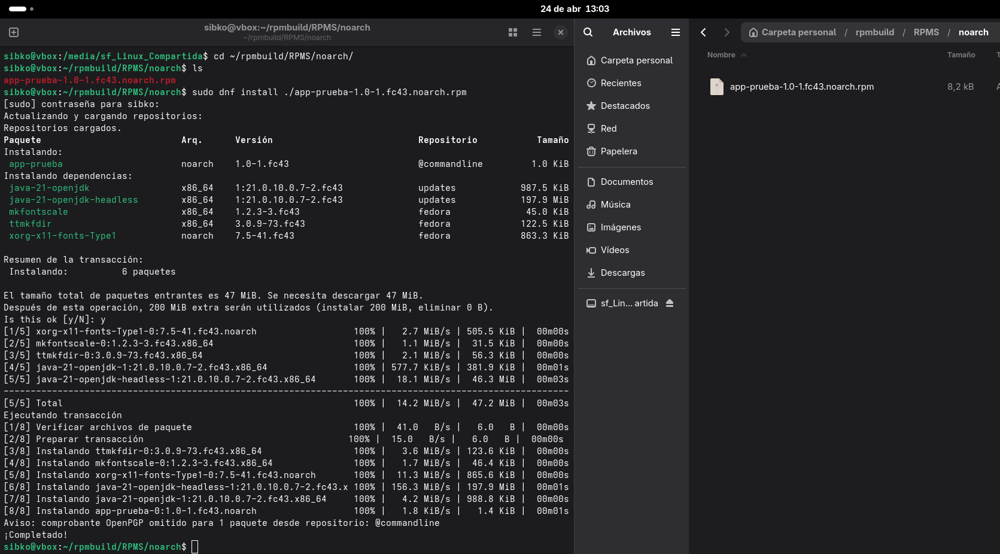 24 de abr 13:03
sibko@vbox:~/rpmbuild/RPMS/noarch
~/rpmbuild/RPMS/noarch
sibko@vbox:/media/sf_Linux_Compartida$ cd ~/rpmbuild/RPMS/noarch/
sibko@vbox:~/rpmbuild/RPMS/noarch$ ls
app-prueba-1.0-1.fc43.noarch.rpm
sibko@vbox:~/rpmbuild/RPMS/noarch$ sudo dnf install ./app-prueba-1.0-1.fc43.noarch.rpm
[sudo] contraseña para sibko:
Actualizando y cargando repositorios:
Repositorios cargados.
Paquete Arq. Versión Repositorio Tamaño
Instalando:
app-prueba noarch 1.0-1.fc43 @commandline 1.0 KiB
Instalando dependencias:
java-21-openjdk x86_64 1:21.0.10.0.7-2.fc43 updates 987.5 KiB
java-21-openjdk-headless x86_64 1:21.0.10.0.7-2.fc43 updates 197.9 MiB
mkfontscale x86_64 1.2.3-3.fc43 fedora 45.0 KiB
ttmkfdir x86_64 3.0.9-73.fc43 fedora 122.5 KiB
xorg-x11-fonts-Type1 noarch 7.5-41.fc43 fedora 863.3 KiB
Resumen de la transacción:
Instalando: 6 paquetes
El tamaño total de paquetes entrantes es 47 MiB. Se necesita descargar 47 MiB.
Después de esta operación, 200 MiB extra serán utilizados (instalar 200 MiB, eliminar 0 B).
Is this ok [y/N]: y
[1/5] xorg-x11-fonts-Type1-0:7.5-41.fc43.noarch 100% | 2.7 MiB/s | 505.5 KiB | 00m00s
[2/5] mkfontscale-0:1.2.3-3.fc43.x86_64 100% | 1.1 MiB/s | 31.5 KiB | 00m00s
[3/5] ttmkfdir-0:3.0.9-73.fc43.x86_64 100% | 2.1 MiB/s | 56.3 KiB | 00m00s
[4/5] java-21-openjdk-1:21.0.10.0.7-2.fc43.x86_64 100% | 577.7 KiB/s | 381.9 KiB | 00m01s
[5/5] java-21-openjdk-headless-1:21.0.10.0.7-2.fc43.x86_64 100% | 18.1 MiB/s | 46.3 MiB | 00m03s
---------------------------------------------------------------------------------------------------------
[5/5] Total 100% | 14.2 MiB/s | 47.2 MiB | 00m03s
Ejecutando transacción
[1/8] Verificar archivos de paquete 100% | 41.0 B/s | 6.0 B | 00m00s
[2/8] Preparar transacción 100% | 15.0 B/s | 6.0 B | 00m00s
[3/8] Instalando ttmkfdir-0:3.0.9-73.fc43.x86_64 100% | 3.6 MiB/s | 123.6 KiB | 00m00s
[4/8] Instalando mkfontscale-0:1.2.3-3.fc43.x86_64 100% | 1.7 MiB/s | 46.4 KiB | 00m00s
[5/8] Instalando xorg-x11-fonts-Type1-0:7.5-41.fc43.noarch 100% | 11.3 MiB/s | 865.6 KiB | 00m00s
[6/8] Instalando java-21-openjdk-headless-1:21.0.10.0.7-2.fc43.x 100% | 156.3 MiB/s | 197.9 MiB | 00m01s
[7/8] Instalando java-21-openjdk-1:21.0.10.0.7-2.fc43.x86_64 100% | 4.2 MiB/s | 988.8 KiB | 00m00s
[8/8] Instalando app-prueba-0:1.0-1.fc43.noarch 100% | 1.8 KiB/s | 1.4 KiB | 00m01s
Aviso: comprobante OpenPGP omitido para 1 paquete desde repositorio: @commandline
¡Completado!
sibko@vbox:~/rpmbuild/RPMS/noarch$
Archivos
Carpeta personal
Recientes
Destacados
Red
Papelera
Documentos
Música
Imágenes
Vídeos
Descargas
sf_Lin… artida
Carpeta personal / rpmbuild / RPMS / noarch
Nombre Tamaño
app-prueba-1.0-1.fc43.noarch.rpm 8,2 kB